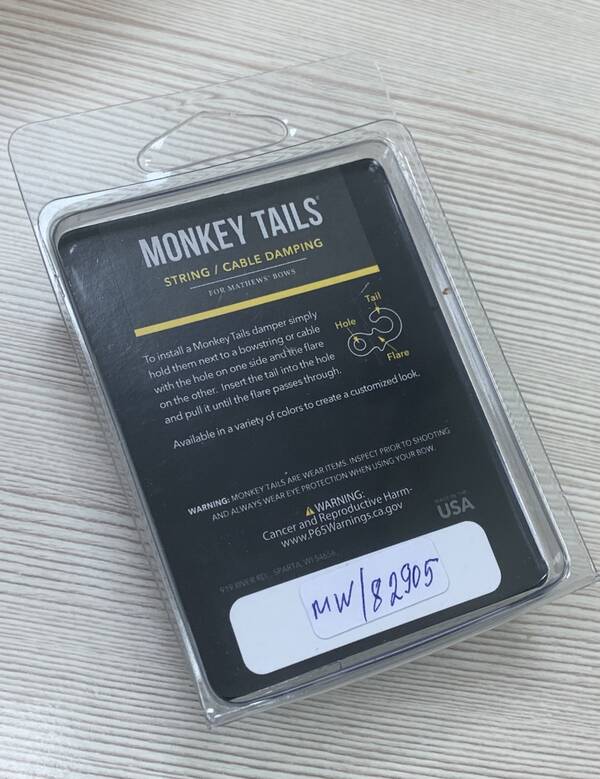 MONKEY TAILS®
STRING / CABLE DAMPING
FOR MATHEWS® BOWS
To install a Monkey Tails damper simply
hold them next to a bowstring or cable
with the hole on one side and the flare
on the other. Insert the tail into the hole
and pull it until the flare passes through.
Tail
Hole
Flare
Available in a variety of colors to create a customized look.
WARNING: MONKEY TAILS ARE WEAR ITEMS. INSPECT PRIOR TO SHOOTING
AND ALWAYS WEAR EYE PROTECTION WHEN USING YOUR BOW.
⚠ WARNING:
Cancer and Reproductive Harm-
www.P65Warnings.ca.gov
MADE IN THE
USA
919 RIVER RD., SPARTA, WI 54656
MW/82905